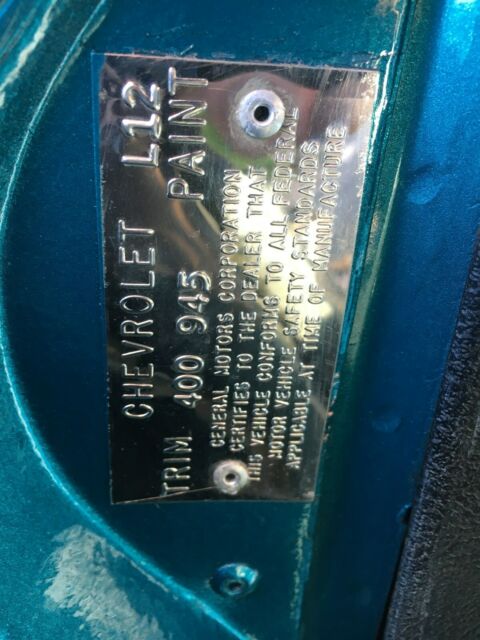 CHEVROLET L12
TRIM 400 945 PAINT
GENERAL MOTORS CORPORATION
CERTIFIES TO THE DEALER THAT
THIS VEHICLE CONFORMS TO ALL FEDERAL
MOTOR VEHICLE SAFETY STANDARDS
APPLICABLE AT TIME OF MANUFACTURE